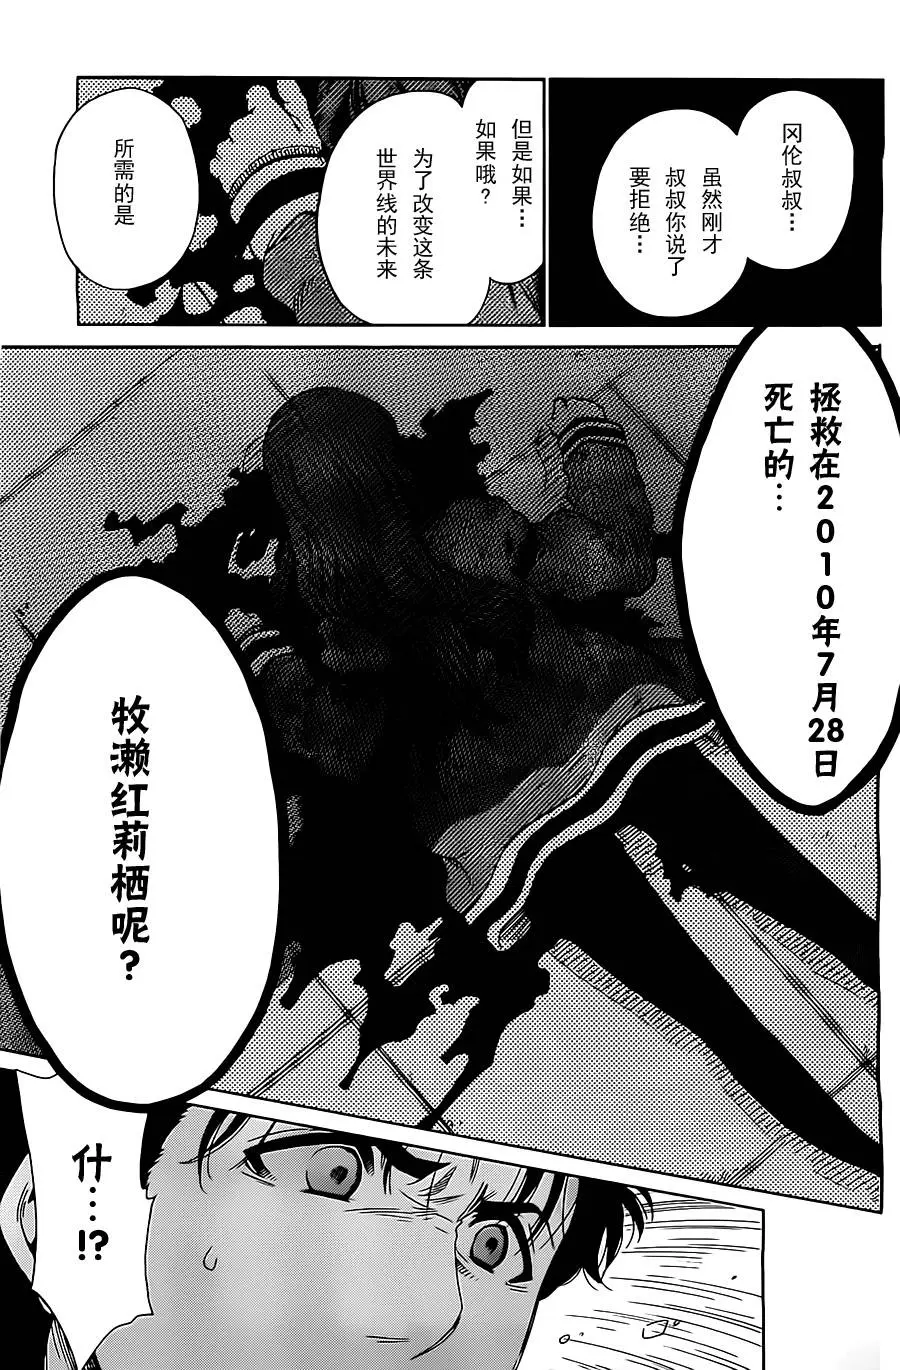 冈伦叔叔…
虽然刚才
叔叔你说了
要拒绝…
但是如果…
如果哦？
为了改变这条
世界线的未来
所需的是
拯救在2010年7月28日
死亡的…
牧濑红莉栖呢？
什…
…!?